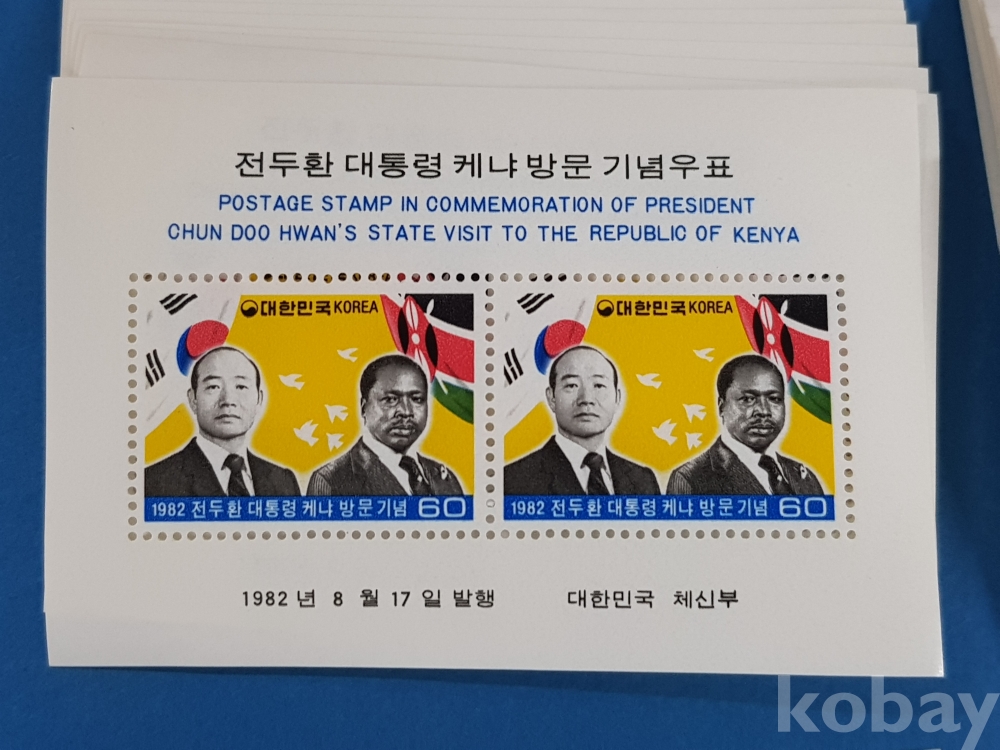 전두환 대통령 케냐 방문 기념우표
POSTAGE STAMP IN COMMEMORATION OF PRESIDENT
CHUN DOO HWAN'S STATE VISIT TO THE REPUBLIC OF KENYA
대한민국 KOREA
대한민국 KOREA
1982 전두환 대통령 케냐 방문 기념 60
1982 전두환 대통령 케냐 방문 기념 60
1982 년 8 월 17 일 발행 대한민국 체신부
kobay